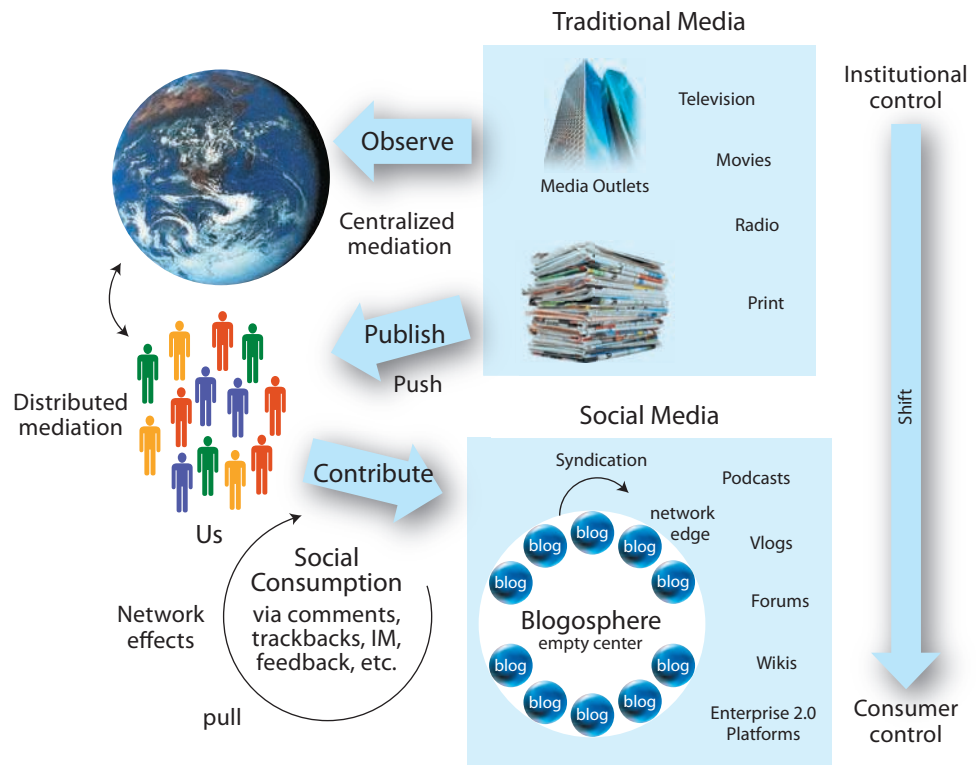 Traditional Media
Institutional
control
Television
Observe
Movies
Media Outlets
Centralized
mediation
Radio
Print
Publish
Push
Distributed
mediation
Shift
Social Media
Contribute
Syndication
Podcasts
network
edge
Us
blog
blog
blog
blog
Vlogs
Social
Consumption
via comments,
trackbacks, IM,
feedback, etc.
blog
blog
Network
effects
Forums
Blogosphere
empty center
Wikis
blog
blog
blog
blog
blog
pull
Enterprise 2.0
Platforms
Consumer
control